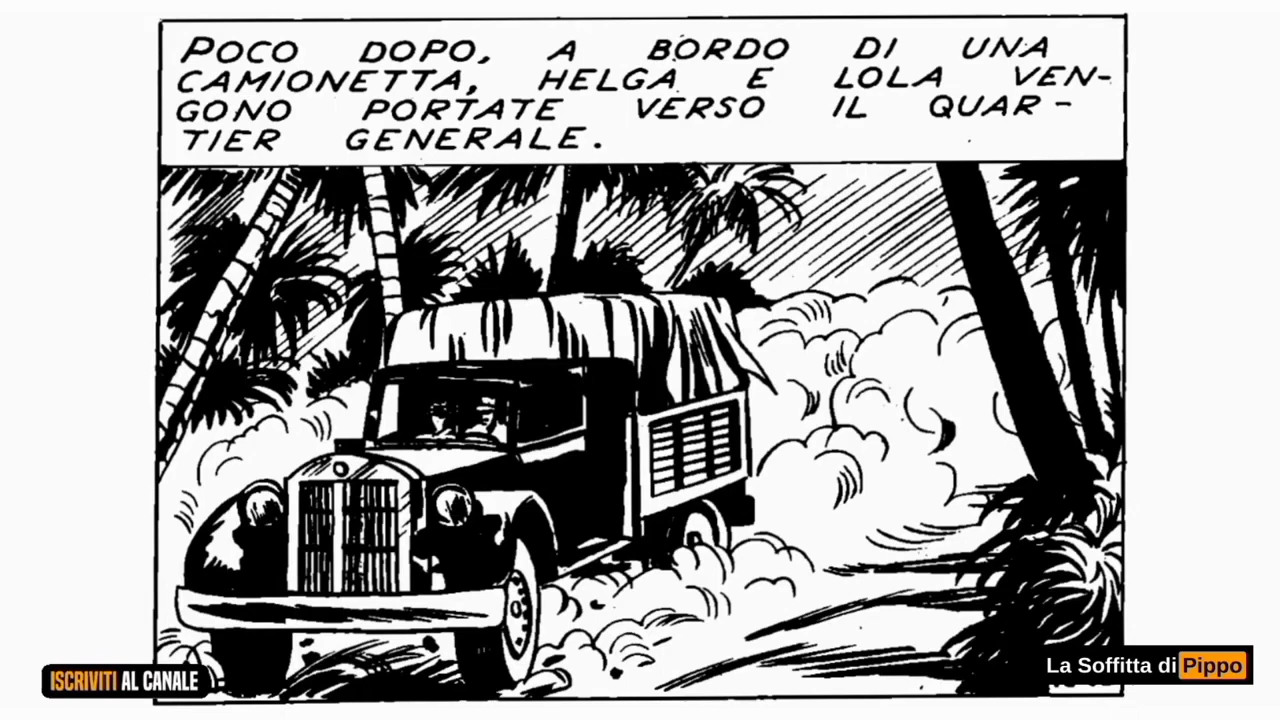 POCO DOPO, A BORDO DI UNA
CAMIONETTA, HELGA E LOLA VEN-
GONO PORTATE VERSO IL QUAR-
TIER GENERALE.
ISCRIVITI AL CANALE
La Soffitta di Pippo